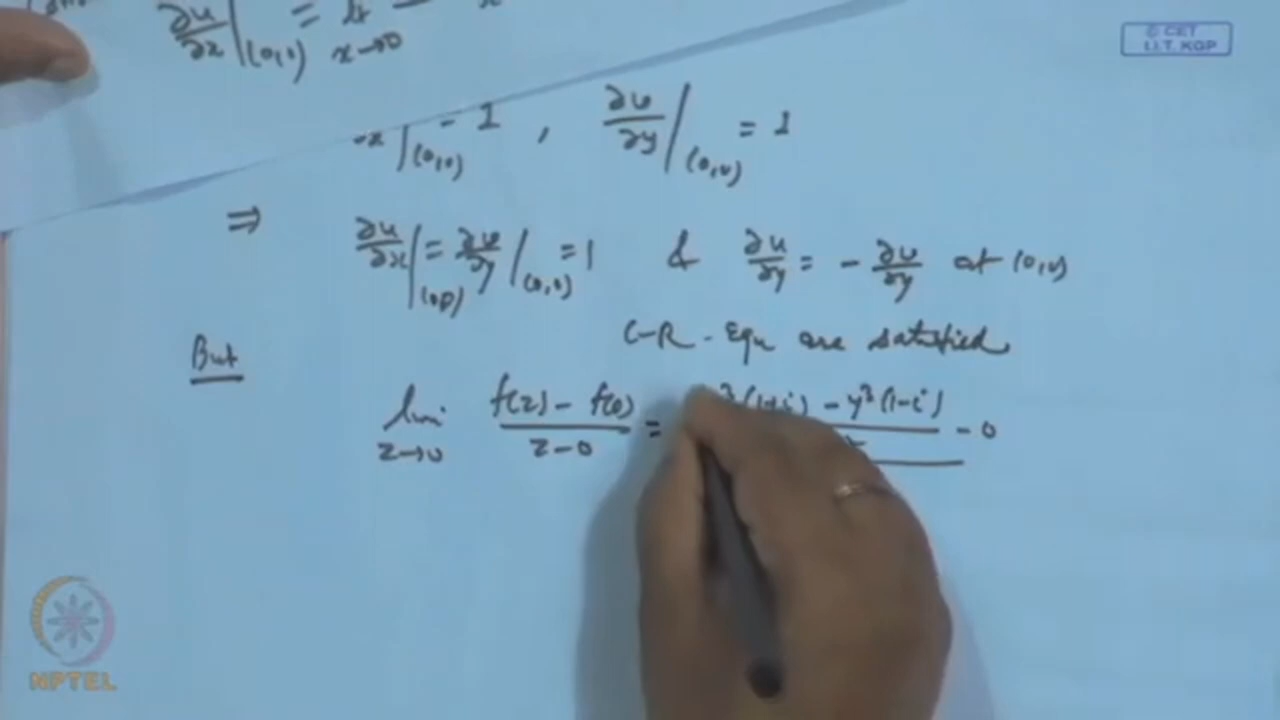 ∂u/∂x|(0,0) = lt x→0
© CET
I.I.T. KGP
|(0,0) = 1 , ∂v/∂y|(0,0) = 1
⇒ ∂u/∂x|(0,0) = ∂v/∂y|(0,0) = 1 & ∂u/∂y = - ∂v/∂y at (0,0)
C-R- Equ are satisfied
But
lim z→0 f(z) - f(0) / z-0 = (1+i) - y³(1-i) - 0
NPTEL